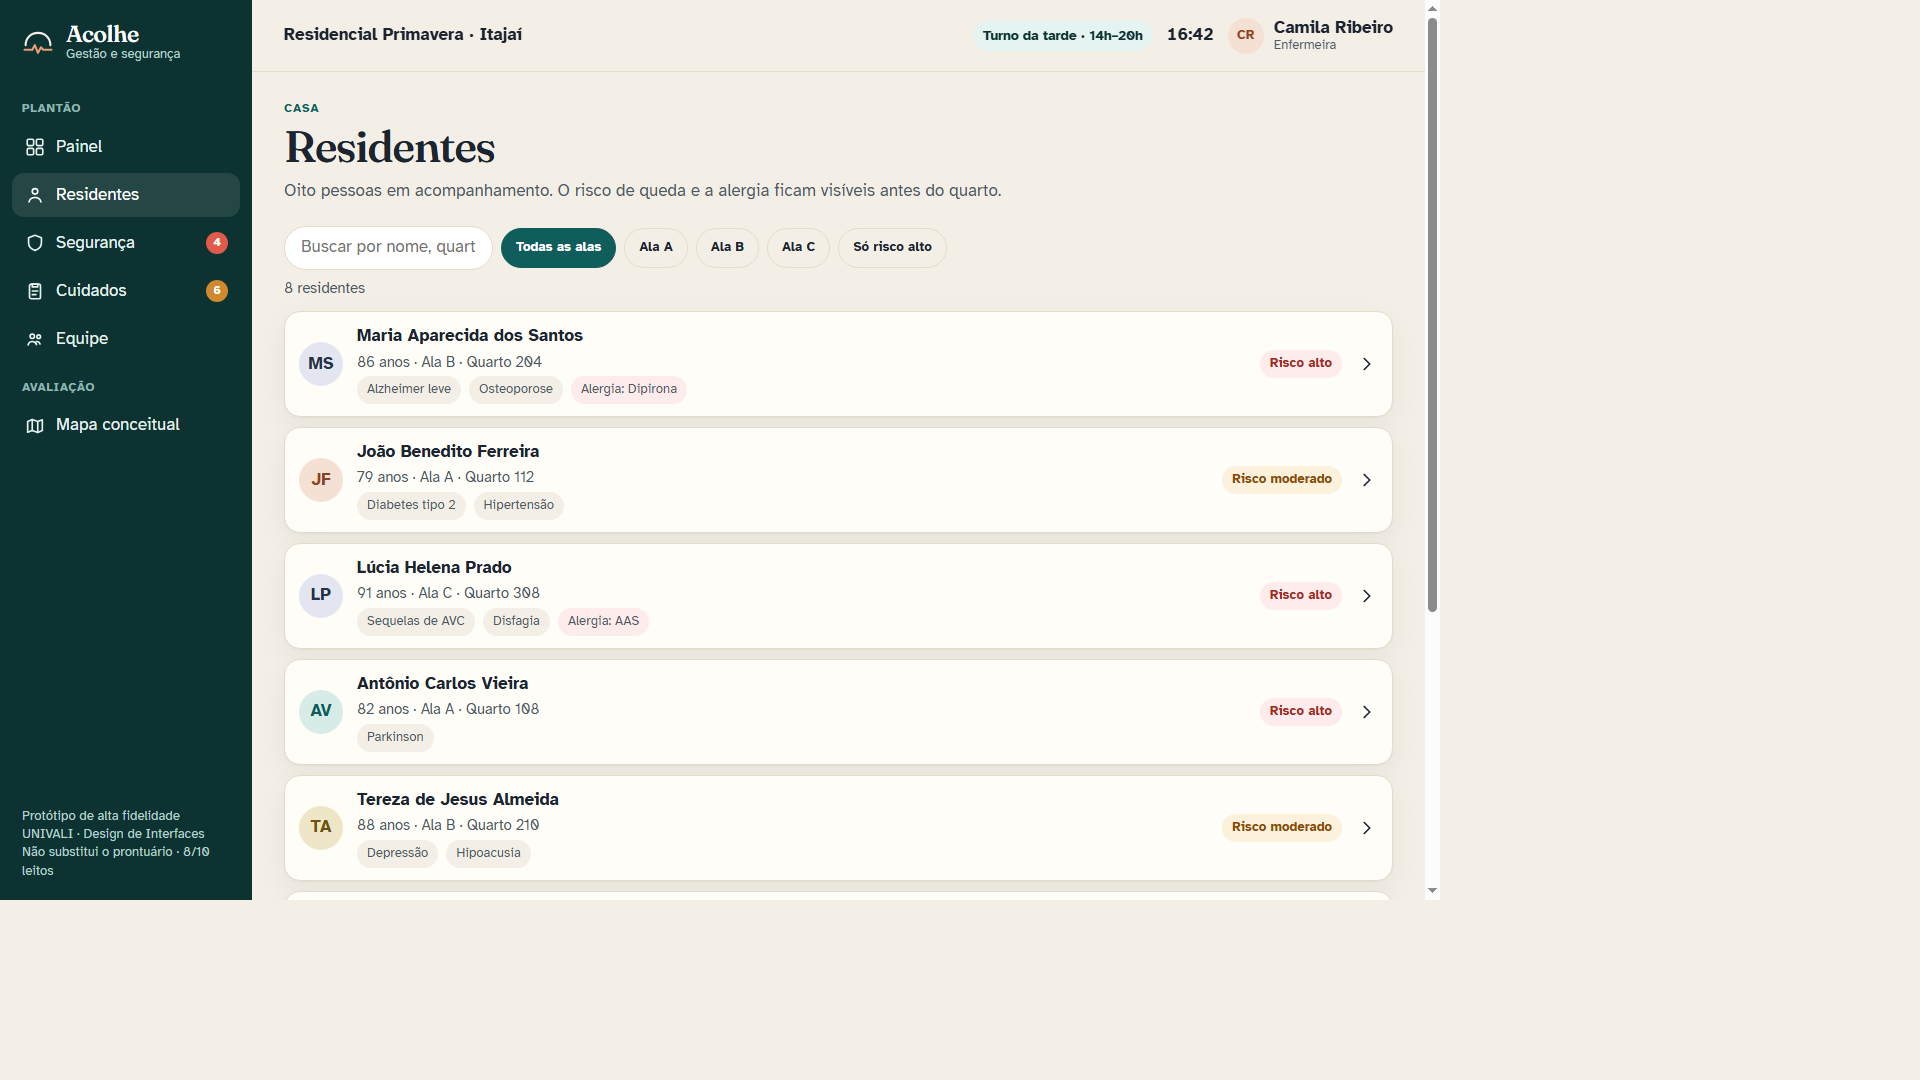 Acolhe
Gestão e segurança
PLANTÃO
Painel
Residentes
Segurança 4
Cuidados 6
Equipe
AVALIAÇÃO
Mapa conceitual
Protótipo de alta fidelidade
UNIVALI · Design de Interfaces
Não substitui o prontuário · 8/10
leitos
Residencial Primavera · Itajaí
Turno da tarde · 14h–20h
16:42
CR
Camila Ribeiro
Enfermeira
CASA
Residentes
Oito pessoas em acompanhamento. O risco de queda e a alergia ficam visíveis antes do quarto.
Buscar por nome, quart
Todas as alas
Ala A
Ala B
Ala C
Só risco alto
8 residentes
MS
Maria Aparecida dos Santos
86 anos · Ala B · Quarto 204
Alzheimer leve
Osteoporose
Alergia: Dipirona
Risco alto
JF
João Benedito Ferreira
79 anos · Ala A · Quarto 112
Diabetes tipo 2
Hipertensão
Risco moderado
LP
Lúcia Helena Prado
91 anos · Ala C · Quarto 308
Sequelas de AVC
Disfagia
Alergia: AAS
Risco alto
AV
Antônio Carlos Vieira
82 anos · Ala A · Quarto 108
Parkinson
Risco alto
TA
Tereza de Jesus Almeida
88 anos · Ala B · Quarto 210
Depressão
Hipoacusia
Risco moderado